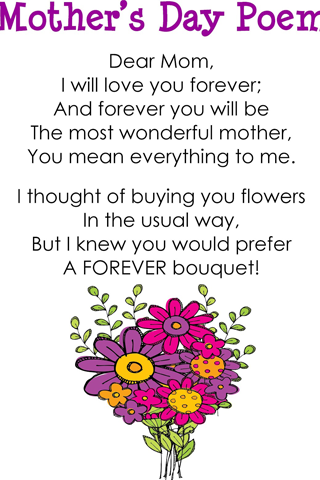 Mother's Day Poem
Dear Mom,
I will love you forever;
And forever you will be
The most wonderful mother,
You mean everything to me.
I thought of buying you flowers
In the usual way,
But I knew you would prefer
A FOREVER bouquet!